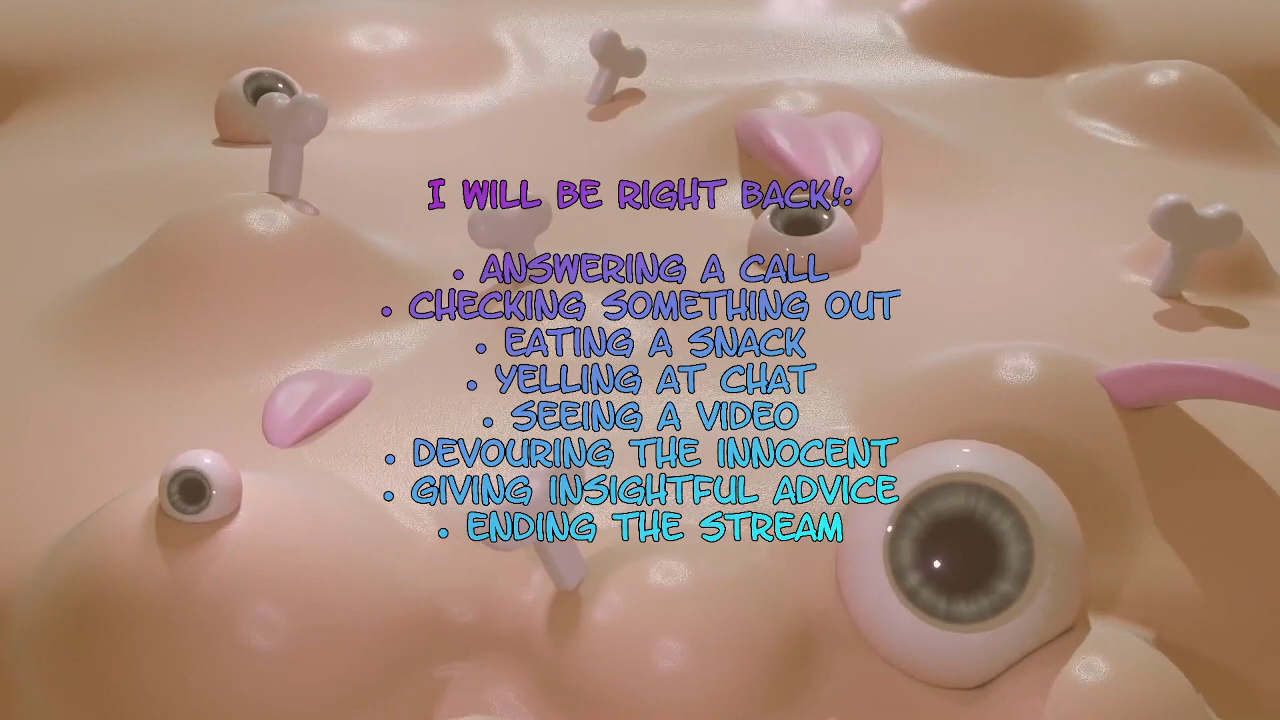 I WILL BE RIGHT BACK!:
• ANSWERING A CALL
• CHECKING SOMETHING OUT
• EATING A SNACK
• YELLING AT CHAT
• SEEING A VIDEO
• DEVOURING THE INNOCENT
• GIVING INSIGHTFUL ADVICE
• ENDING THE STREAM